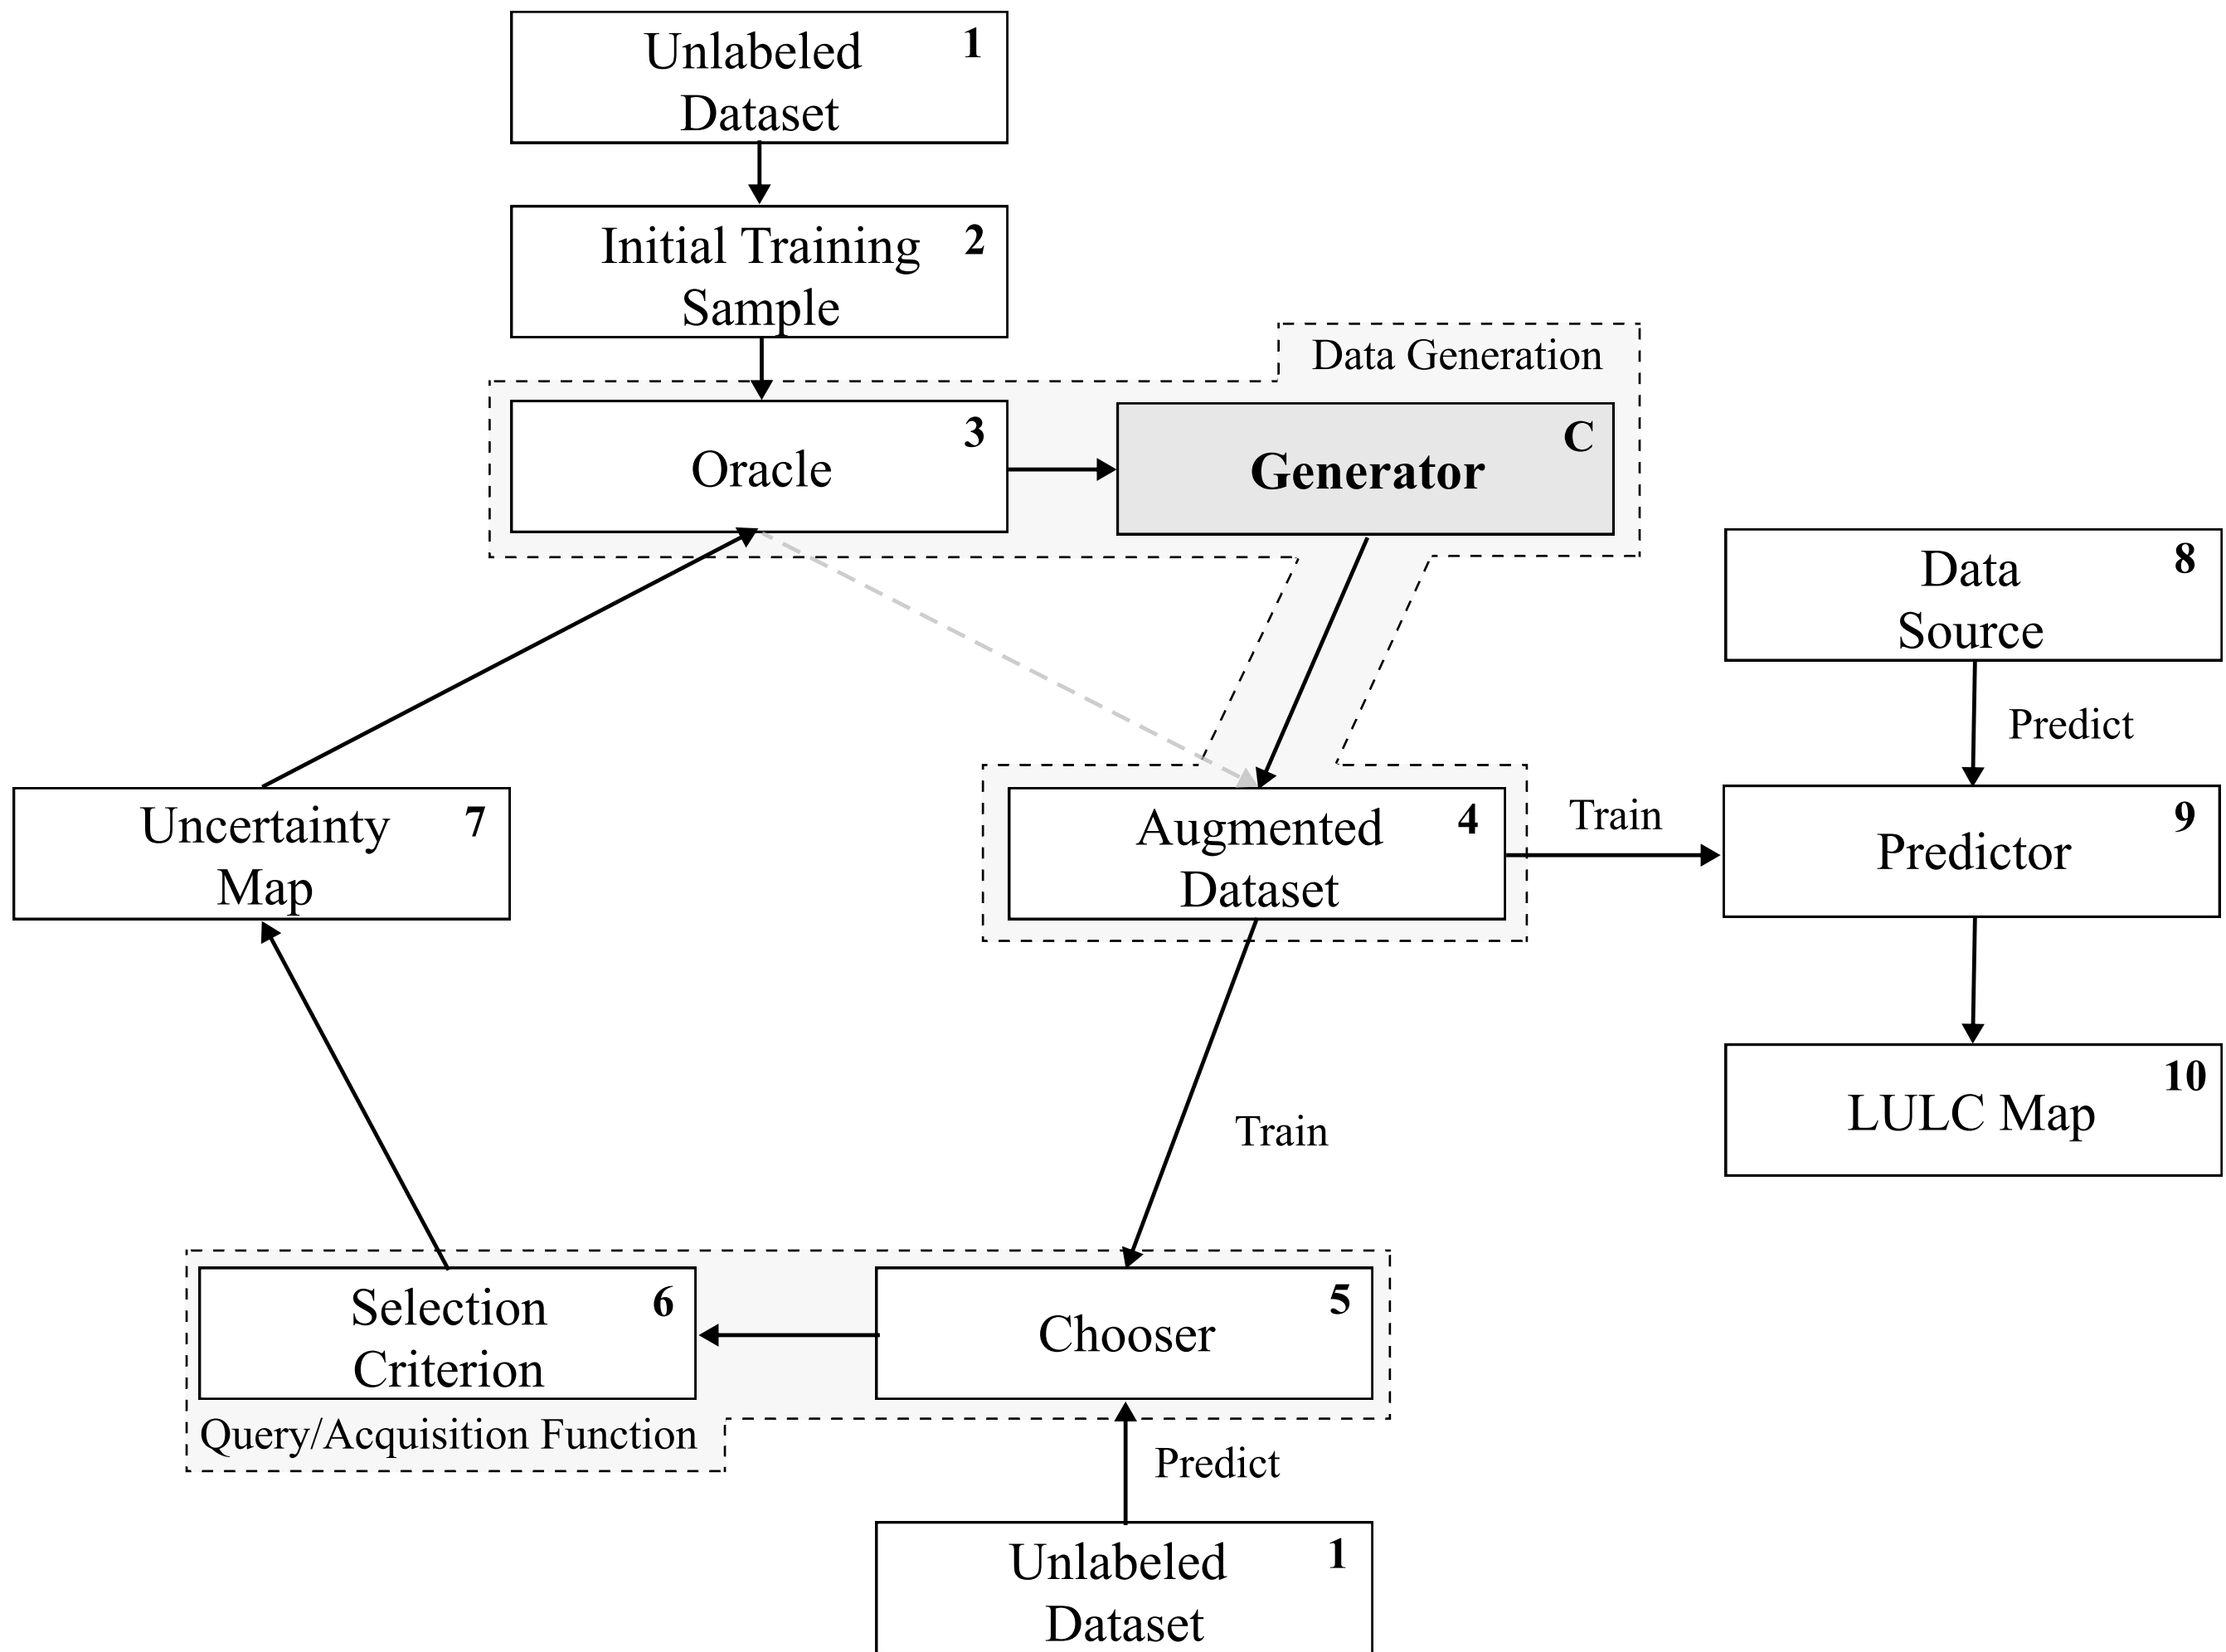 Unlabeled 1
Dataset
Initial Training 2
Sample
Data Generation
Oracle 3
Generator C
Data 8
Source
Predict
Uncertainty 7
Map
Augmented 4
Dataset
Train
Predictor 9
LULC Map 10
Train
Selection 6
Criterion
Chooser 5
Query/Acquisition Function
Predict
Unlabeled 1
Dataset